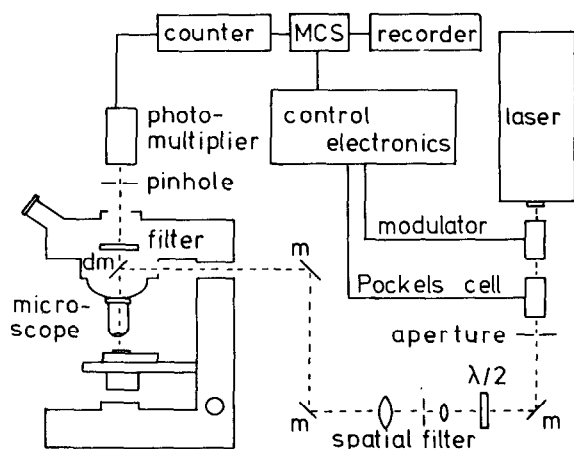 counter
MCS
recorder
photo-
multiplier
control
electronics
laser
pinhole
modulator
filter
dm
m
Pockels cell
micro-
scope
aperture
λ/2
m
m
spatial filter